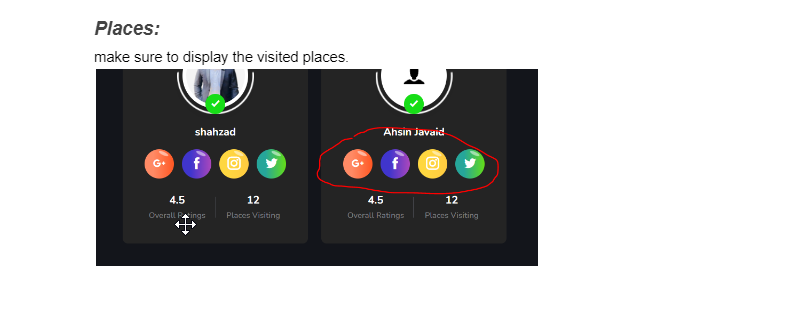 Places:
make sure to display the visited places.
shahzad Ahsin Javaid
G+ f G+ f
4.5 12 4.5 12
Overall Ratings Places Visiting Overall Ratings Places Visiting